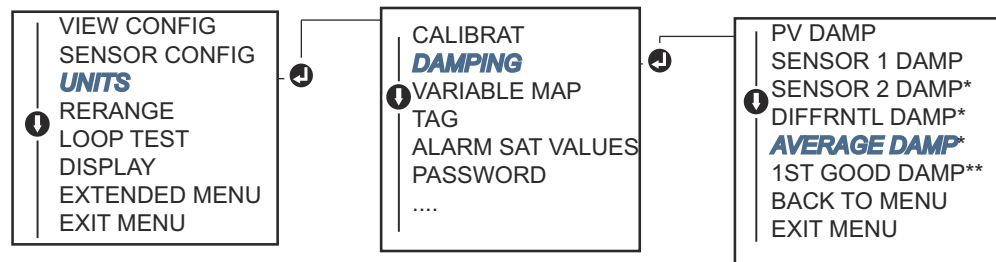 VIEW CONFIG
SENSOR CONFIG
UNITS
RERANGE
LOOP TEST
DISPLAY
EXTENDED MENU
EXIT MENU
CALIBRAT
DAMPING
VARIABLE MAP
TAG
ALARM SAT VALUES
PASSWORD
....
PV DAMP
SENSOR 1 DAMP
SENSOR 2 DAMP*
DIFFRNTL DAMP*
AVERAGE DAMP*
1ST GOOD DAMP**
BACK TO MENU
EXIT MENU